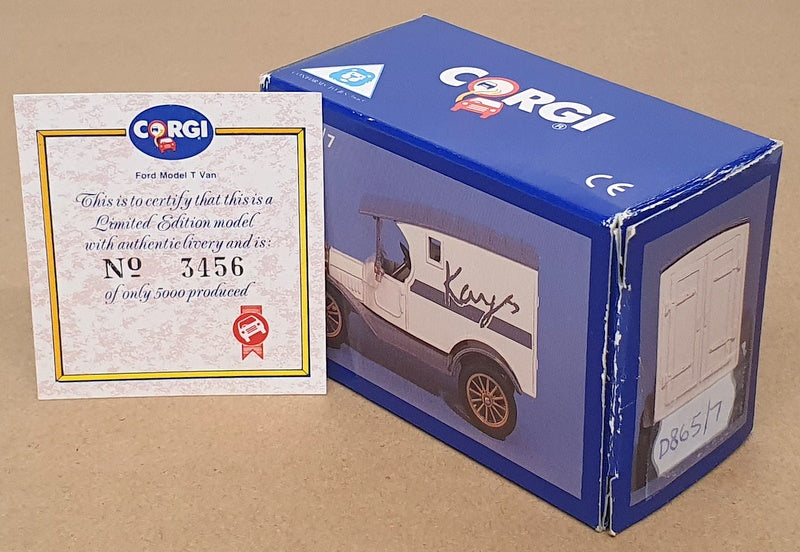 CORGI
Ford Model T Van
This is to certify that this is a
Limited Edition model
with authentic livery and is:
Nº 3456
of only 5000 produced
CORGI®
CE
/7
Kays
D865/7